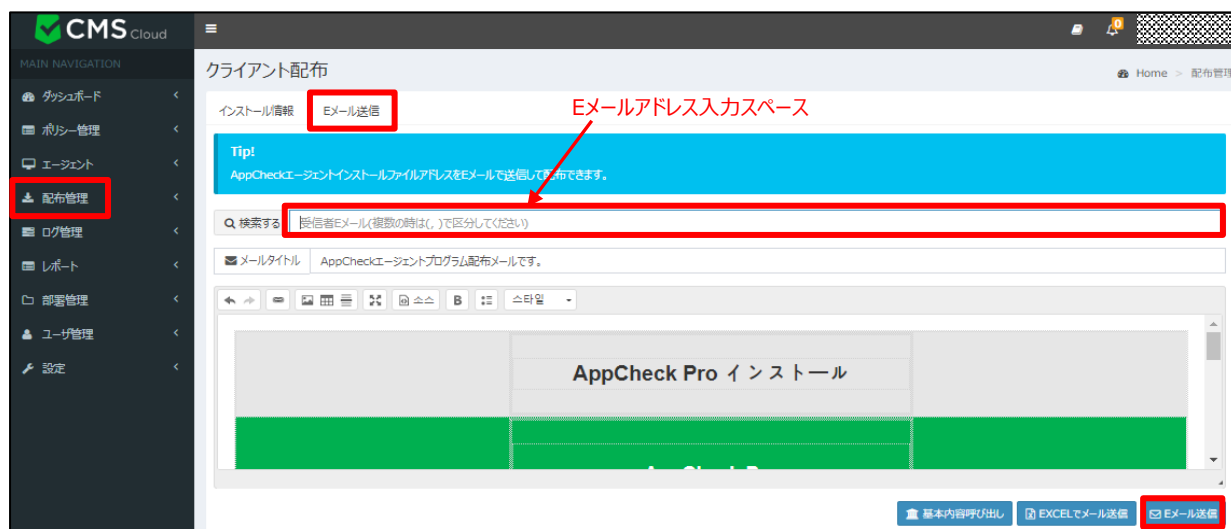 CMS Cloud
0
MAIN NAVIGATION
クライアント配布
Home > 配布管理
ダッシュボード
インストール情報 Eメール送信
Eメールアドレス入力スペース
ポリシー管理
Tip!
エージェント
AppCheckエージェントインストールファイルアドレスをEメールで送信して配布できます。
配布管理
検索する 受信者Eメール(複数の時は(, )で区分してください)
ログ管理
メールタイトル AppCheckエージェントプログラム配布メールです。
レポート
部署管理
소스 B 스타일
ユーザ管理
設定
AppCheck Pro インストール
基本内容呼び出し EXCELでメール送信 Eメール送信